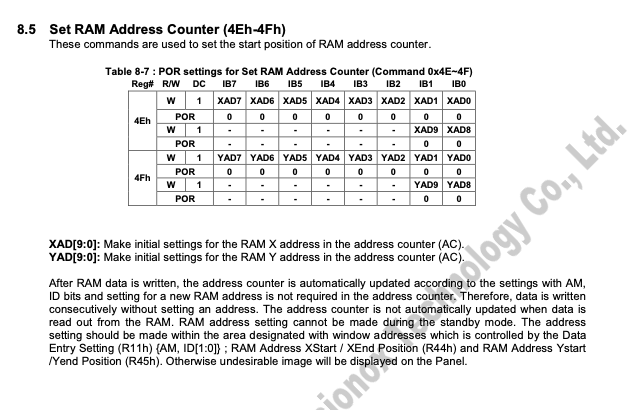 8.5 Set RAM Address Counter (4Eh-4Fh)
These commands are used to set the start position of RAM address counter.
Table 8-7 : POR settings for Set RAM Address Counter (Command 0x4E~4F)
Reg# R/W DC IB7 IB6 IB5 IB4 IB3 IB2 IB1 IB0
4Eh W 1 XAD7 XAD6 XAD5 XAD4 XAD3 XAD2 XAD1 XAD0
POR 0 0 0 0 0 0 0 0
W 1 - - - - - - XAD9 XAD8
POR - - - - - - 0 0
4Fh W 1 YAD7 YAD6 YAD5 YAD4 YAD3 YAD2 YAD1 YAD0
POR 0 0 0 0 0 0 0 0
W 1 - - - - - - YAD9 YAD8
POR - - - - - - 0 0
XAD[9:0]: Make initial settings for the RAM X address in the address counter (AC).
YAD[9:0]: Make initial settings for the RAM Y address in the address counter (AC).
After RAM data is written, the address counter is automatically updated according to the settings with AM,
ID bits and setting for a new RAM address is not required in the address counter. Therefore, data is written
consecutively without setting an address. The address counter is not automatically updated when data is
read out from the RAM. RAM address setting cannot be made during the standby mode. The address
setting should be made within the area designated with window addresses which is controlled by the Data
Entry Setting (R11h) {AM, ID[1:0]} ; RAM Address XStart / XEnd Position (R44h) and RAM Address Ystart
/Yend Position (R45h). Otherwise undesirable image will be displayed on the Panel.
Technology Co., Ltd.